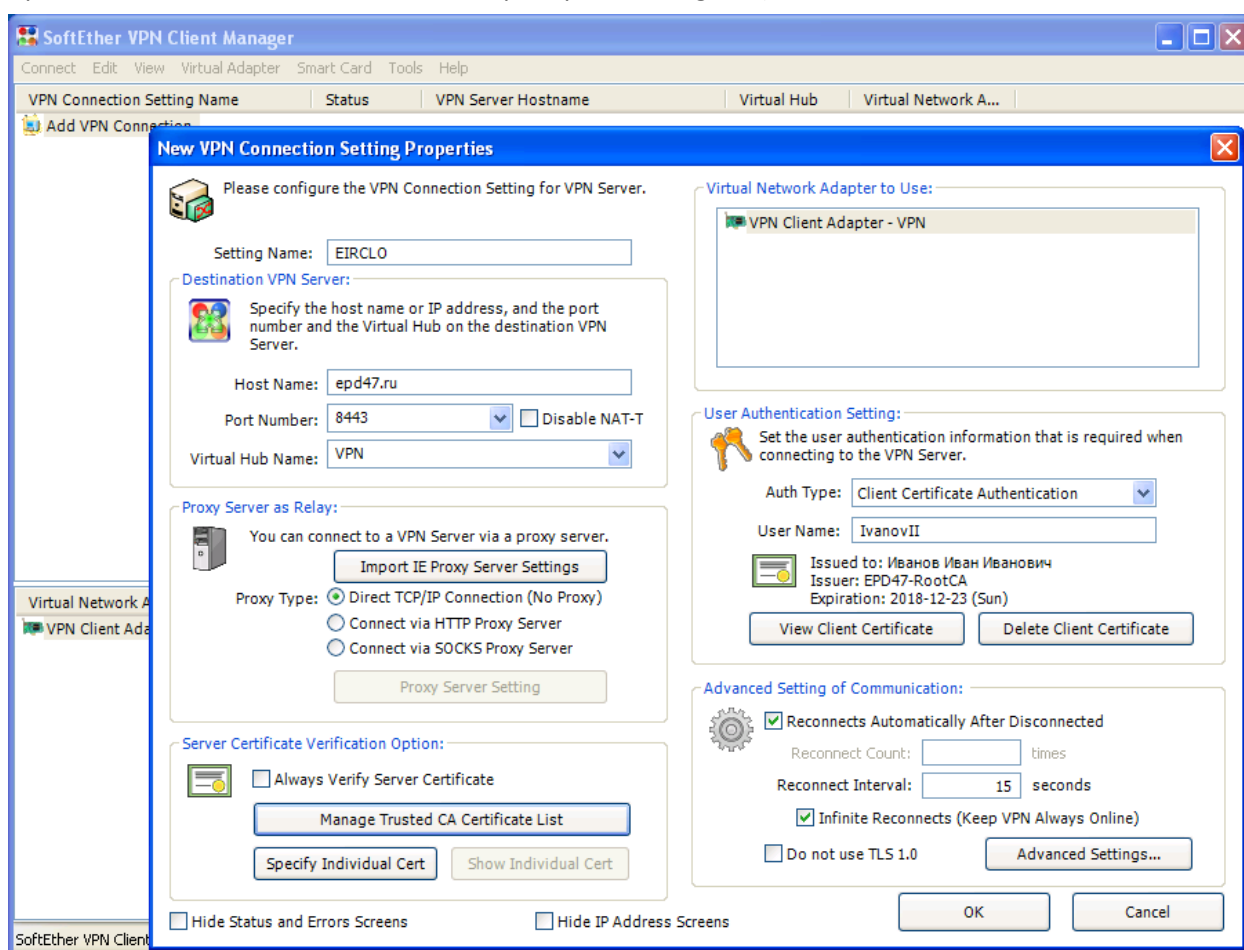 SoftEther VPN Client Manager
Connect Edit View Virtual Adapter Smart Card Tools Help
VPN Connection Setting Name Status VPN Server Hostname Virtual Hub Virtual Network A...
Add VPN Connection
New VPN Connection Setting Properties
Please configure the VPN Connection Setting for VPN Server.
Setting Name: EIRCLO
Destination VPN Server:
Specify the host name or IP address, and the port
number and the Virtual Hub on the destination VPN
Server.
Host Name: epd47.ru
Port Number: 8443 Disable NAT-T
Virtual Hub Name: VPN
Proxy Server as Relay:
You can connect to a VPN Server via a proxy server.
Import IE Proxy Server Settings
Proxy Type: Direct TCP/IP Connection (No Proxy)
Connect via HTTP Proxy Server
Connect via SOCKS Proxy Server
Proxy Server Setting
Server Certificate Verification Option:
Always Verify Server Certificate
Manage Trusted CA Certificate List
Specify Individual Cert Show Individual Cert
Hide Status and Errors Screens Hide IP Address Screens
Virtual Network Adapter to Use:
VPN Client Adapter - VPN
User Authentication Setting:
Set the user authentication information that is required when
connecting to the VPN Server.
Auth Type: Client Certificate Authentication
User Name: IvanovII
Issued to: Иванов Иван Иванович
Issuer: EPD47-RootCA
Expiration: 2018-12-23 (Sun)
View Client Certificate Delete Client Certificate
Advanced Setting of Communication:
Reconnects Automatically After Disconnected
Reconnect Count: times
Reconnect Interval: 15 seconds
Infinite Reconnects (Keep VPN Always Online)
Do not use TLS 1.0 Advanced Settings...
OK Cancel
Virtual Network A
VPN Client Ada
SoftEther VPN Client